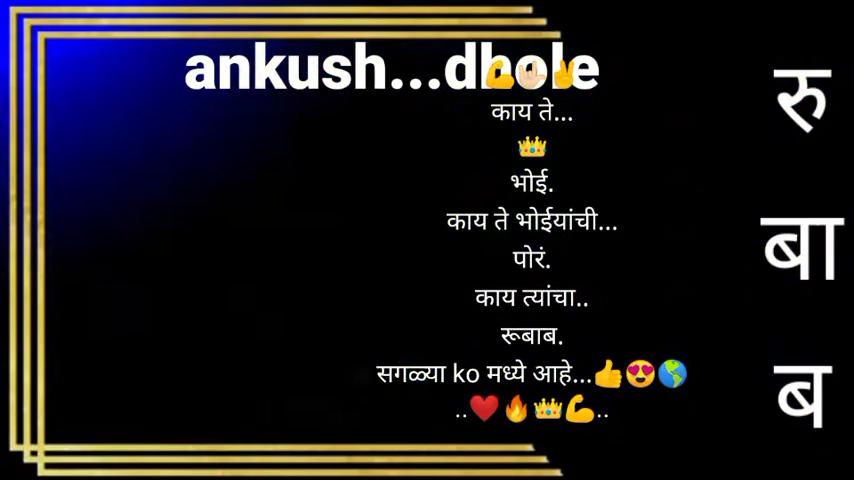 ankush...dhole
💪🤟🏻✌️
काय ते...
👑
भोई.
काय ते भोईयांची...
पोरं.
काय त्यांचा..
रूबाब.
सगळ्या ko मध्ये आहे...👍😍🌎
..❤️🔥👑💪..
रु
बा
ब